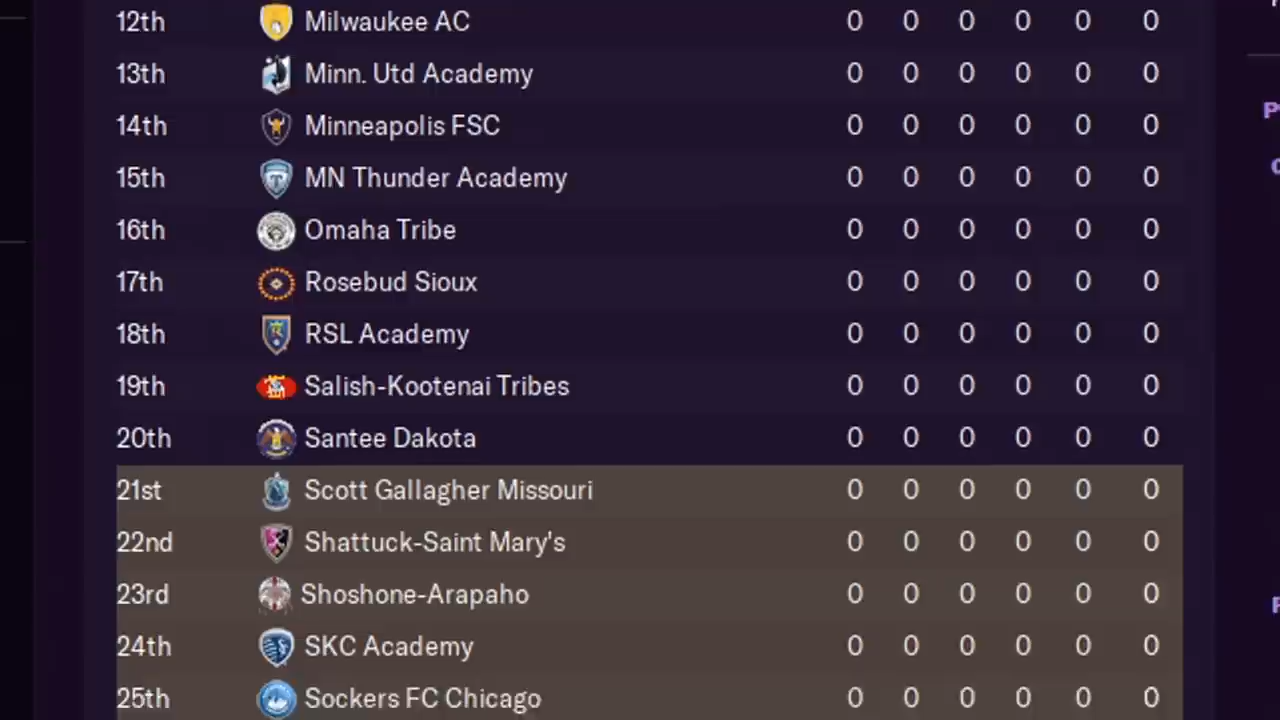 12th Milwaukee AC 0 0 0 0 0 0
13th Minn. Utd Academy 0 0 0 0 0 0
14th Minneapolis FSC 0 0 0 0 0 0
15th MN Thunder Academy 0 0 0 0 0 0
16th Omaha Tribe 0 0 0 0 0 0
17th Rosebud Sioux 0 0 0 0 0 0
18th RSL Academy 0 0 0 0 0 0
19th Salish-Kootenai Tribes 0 0 0 0 0 0
20th Santee Dakota 0 0 0 0 0 0
21st Scott Gallagher Missouri 0 0 0 0 0 0
22nd Shattuck-Saint Mary's 0 0 0 0 0 0
23rd Shoshone-Arapaho 0 0 0 0 0 0
24th SKC Academy 0 0 0 0 0 0
25th Sockers FC Chicago 0 0 0 0 0 0